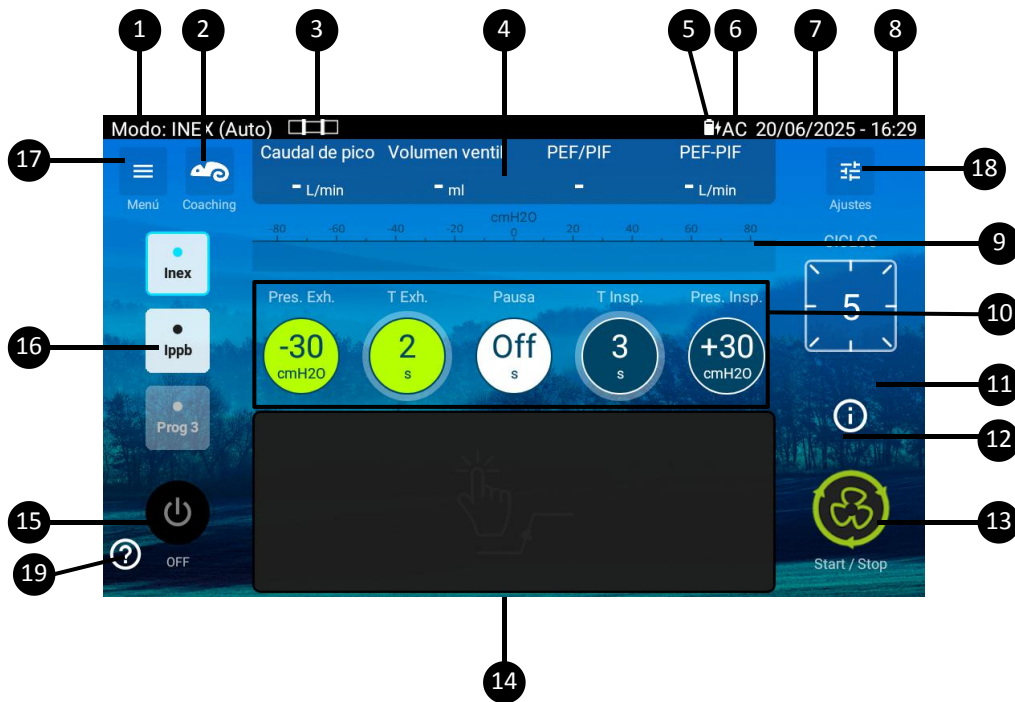 1 2 3 4 5 6 7 8
Modo: INEX (Auto) AC 20/06/2025 - 16:29
17
Menú
Coaching
Caudal de pico Volumen ventil PEF/PIF PEF-PIF
- L/min - ml - - L/min
18
Ajustes
cmH2O
-80 -60 -40 -20 0 20 40 60 80
9
CICLOS
5
Inex
Pres. Exh. T Exh. Pausa T Insp. Pres. Insp.
-30 2 Off 3 +30
cmH2O s s s cmH2O
10
16
Ippb
11
Prog 3
12
15
OFF
13
Start / Stop
19
?
14